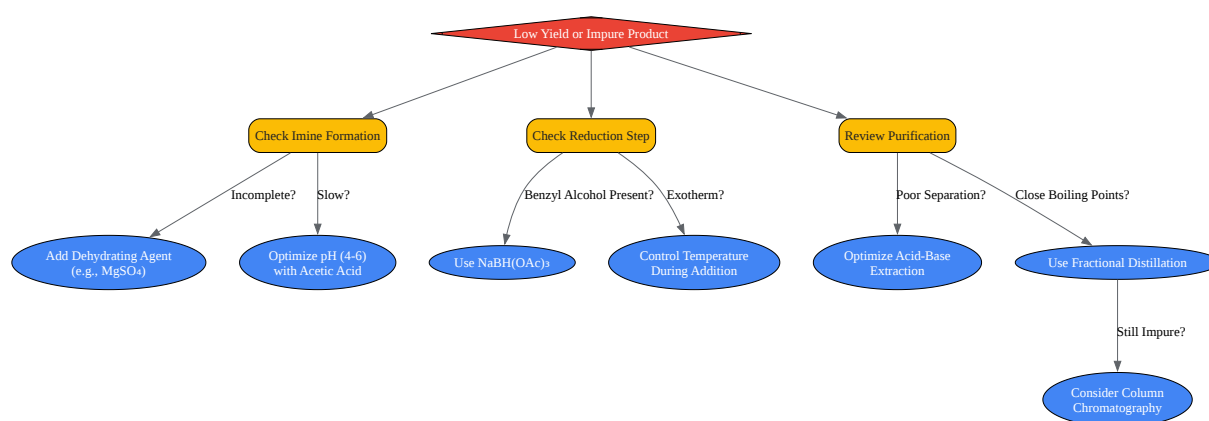 Low Yield or Impure Product
Check Imine Formation
Check Reduction Step
Review Purification
Incomplete?
Slow?
Benzyl Alcohol Present?
Exotherm?
Poor Separation?
Close Boiling Points?
Add Dehydrating Agent
(e.g., MgSO₄)
Optimize pH (4-6)
with Acetic Acid
Use NaBH(OAc)₃
Control Temperature
During Addition
Optimize Acid-Base
Extraction
Use Fractional Distillation
Still Impure?
Consider Column
Chromatography